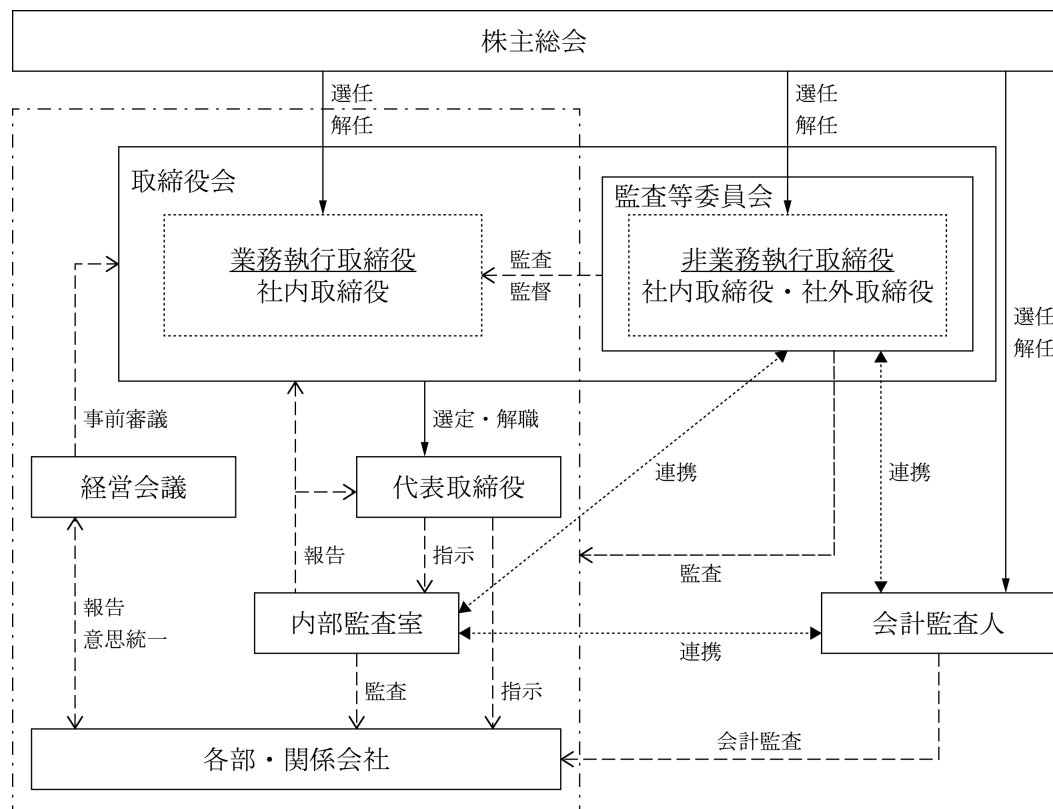 株主総会
選任
解任
選任
解任
取締役会
監査等委員会
業務執行取締役
社内取締役
監査
監督
非業務執行取締役
社内取締役・社外取締役
選任
解任
事前審議
選定・解職
経営会議
代表取締役
連携
連携
報告
指示
監査
報告
意思統一
内部監査室
会計監査人
連携
監査
指示
会計監査
各部・関係会社